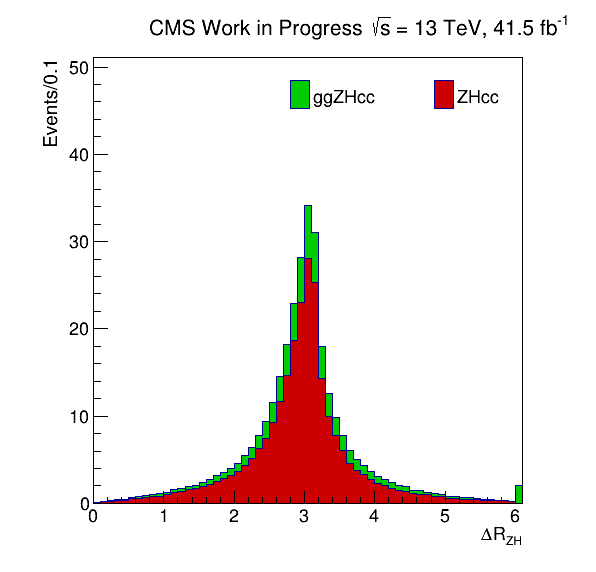 CMS Work in Progress √s = 13 TeV, 41.5 fb⁻¹
Events/0.1
ggZHcc ZHcc
50
40
30
20
10
0
0 1 2 3 4 5 6
ΔR_ZH